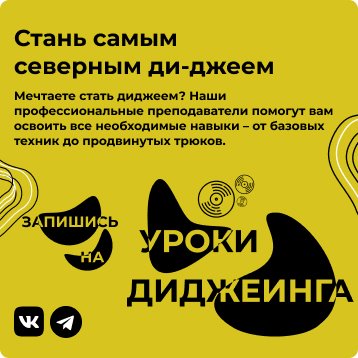 Стань самым
северным ди-джеем
Мечтаете стать диджеем? Наши
профессиональные преподаватели помогут вам
освоить все необходимые навыки – от базовых
техник до продвинутых трюков.
ЗАПИШИСЬ
НА
УРОКИ
ДИДЖЕИНГА